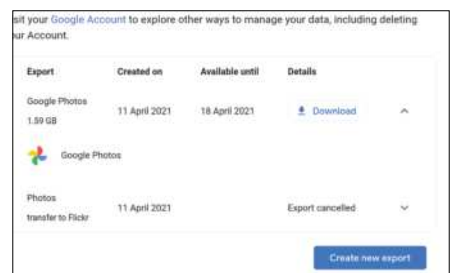 sit your Google Account to explore other ways to manage your data, including deleting
ur Account.
Export Created on Available until Details
Google Photos
1.59 GB
11 April 2021 18 April 2021 Download
Google Photos
Photos
transfer to Flickr
11 April 2021 Export cancelled
Create new export